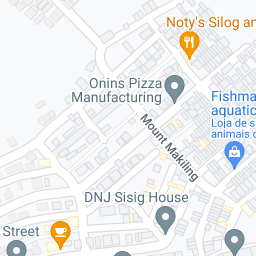 Noty's Silog an
Onins Pizza
Manufacturing
Fishma
aquatic
Loja de s
animais d
Mount Makiling
DNJ Sisig House
Street